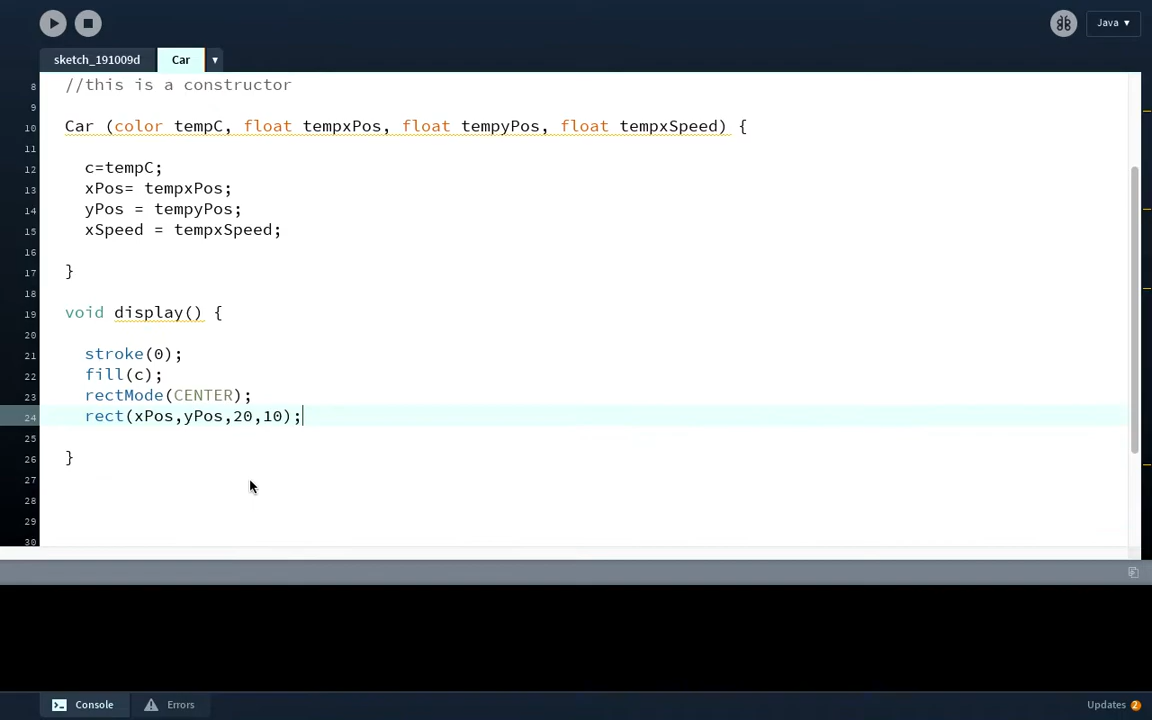 Java ▾
sketch_191009d Car ▾
8 //this is a constructor
9
10 Car (color tempC, float tempxPos, float tempyPos, float tempxSpeed) {
11
12 c=tempC;
13 xPos= tempxPos;
14 yPos = tempyPos;
15 xSpeed = tempxSpeed;
16
17 }
18
19 void display() {
20
21 stroke(0);
22 fill(c);
23 rectMode(CENTER);
24 rect(xPos,yPos,20,10);
25
26 }
27
28
29
30
Console Errors Updates 2